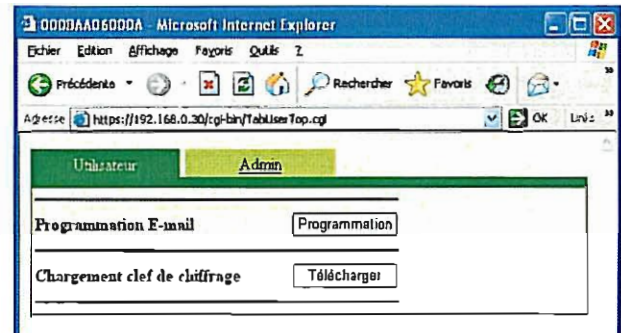 0000AA06000A - Microsoft Internet Explorer
Fichier Edition Affichage Favoris Outils ?
Précédente Rechercher Favoris »
Adresse https://192.168.0.30/cgi-bin/TabUserTop.cgi OK Links »
Utilisateur Admin
Programmation E-mail Programmation
Chargement clef de chiffrage Télécharger